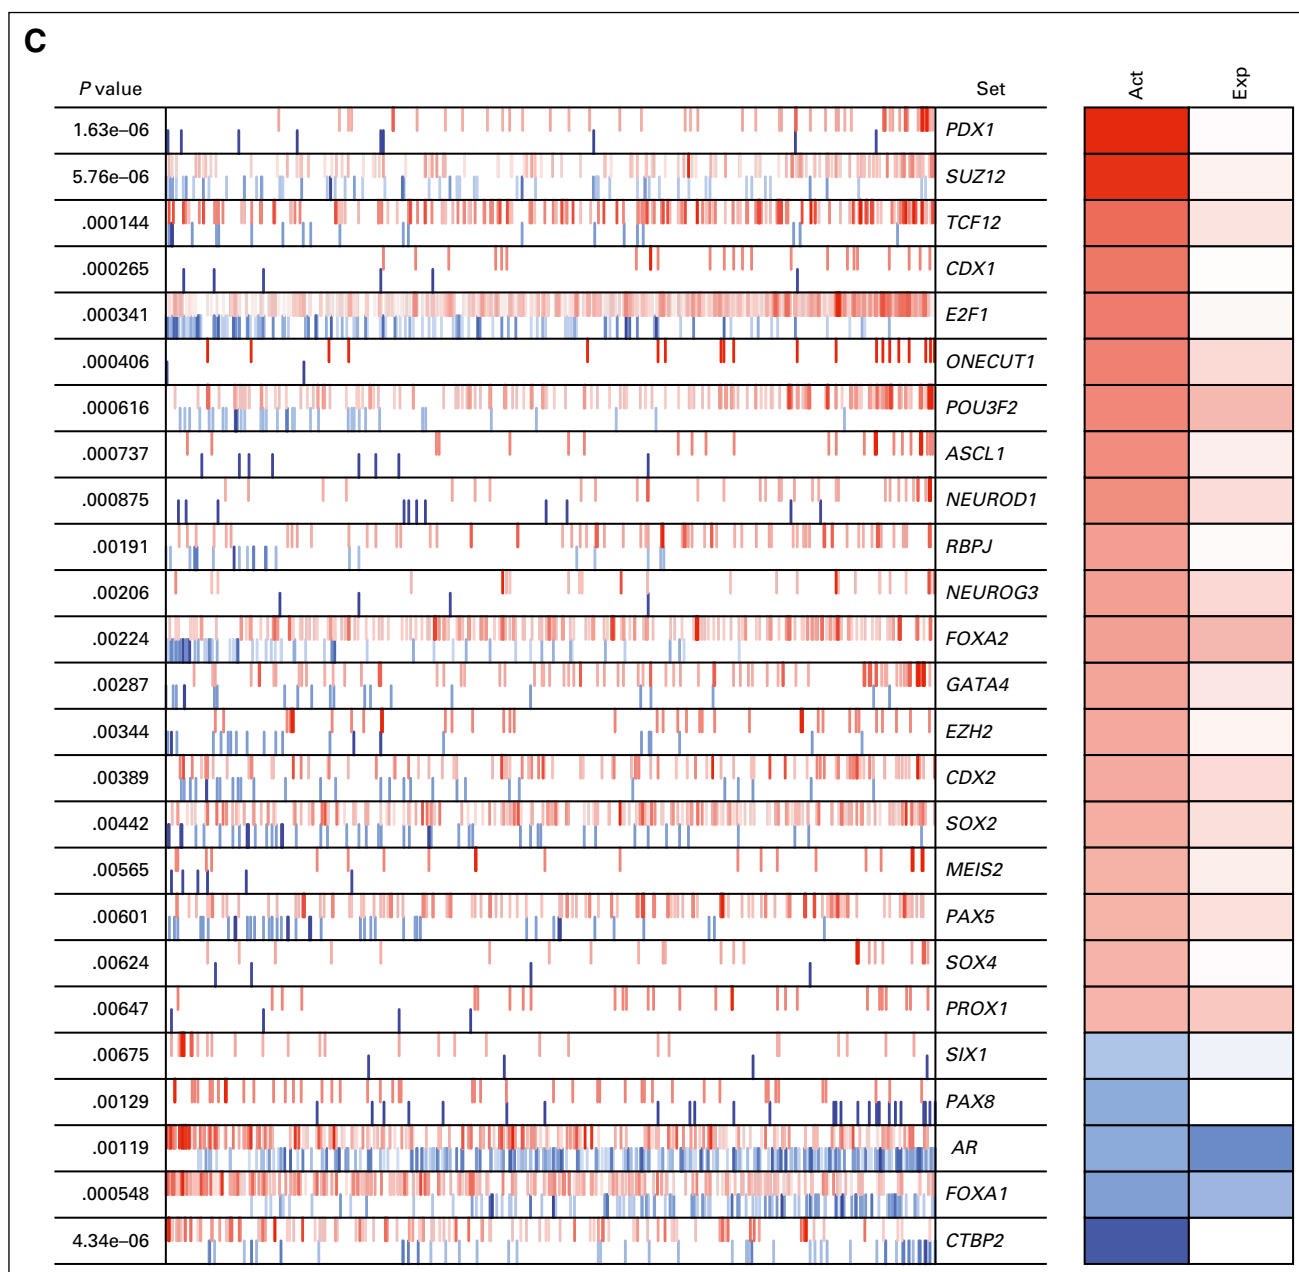 C
P value Set Act Exp
1.63e–06 PDX1
5.76e–06 SUZ12
.000144 TCF12
.000265 CDX1
.000341 E2F1
.000406 ONECUT1
.000616 POU3F2
.000737 ASCL1
.000875 NEUROD1
.00191 RBPJ
.00206 NEUROG3
.00224 FOXA2
.00287 GATA4
.00344 EZH2
.00389 CDX2
.00442 SOX2
.00565 MEIS2
.00601 PAX5
.00624 SOX4
.00647 PROX1
.00675 SIX1
.00129 PAX8
.00119 AR
.000548 FOXA1
4.34e–06 CTBP2